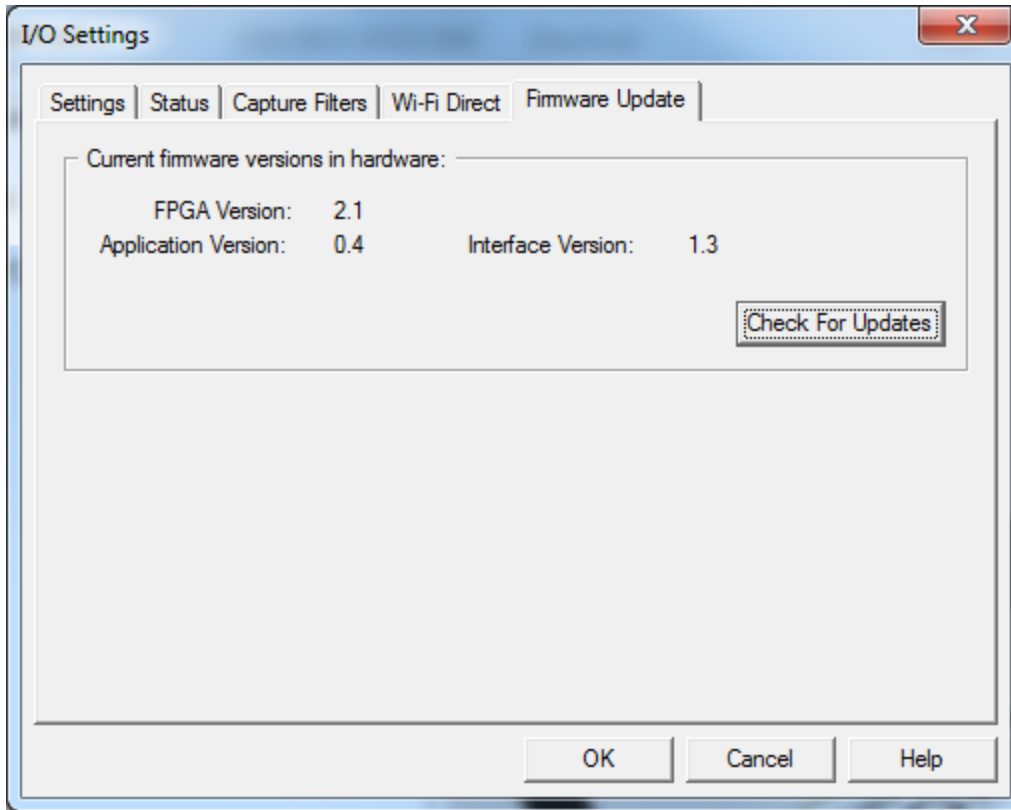 I/O Settings
Settings Status Capture Filters Wi-Fi Direct Firmware Update
Current firmware versions in hardware:
FPGA Version: 2.1
Application Version: 0.4 Interface Version: 1.3
Check For Updates
OK Cancel Help